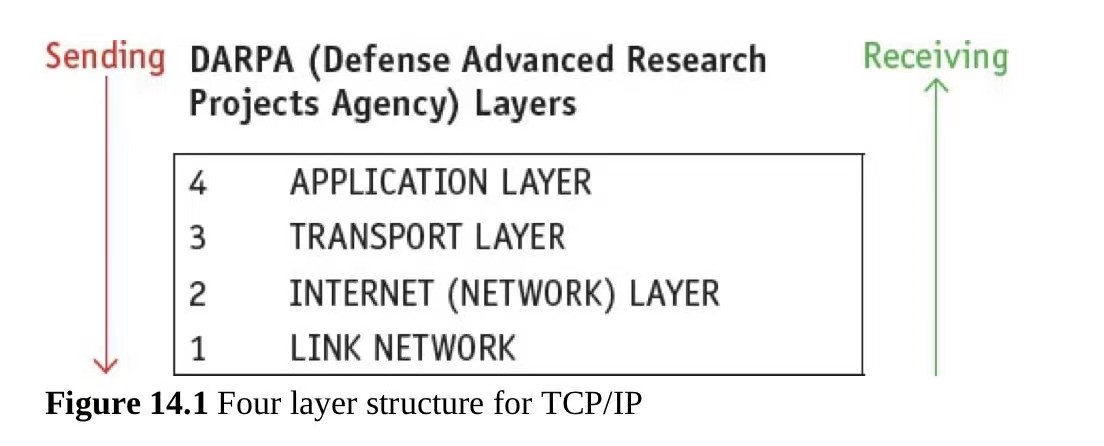 Sending DARPA (Defense Advanced Research Receiving
Projects Agency) Layers
4 APPLICATION LAYER
3 TRANSPORT LAYER
2 INTERNET (NETWORK) LAYER
1 LINK NETWORK
Figure 14.1 Four layer structure for TCP/IP